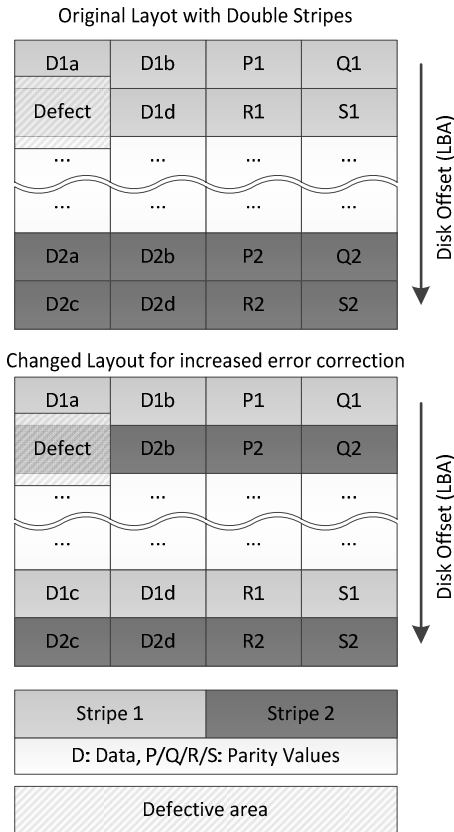 Original Layot with Double Stripes
D1a D1b P1 Q1
Defect D1d R1 S1
... ... ... ...
... ... ... ...
D2a D2b P2 Q2
D2c D2d R2 S2
Disk Offset (LBA)
Changed Layout for increased error correction
D1a D1b P1 Q1
Defect D2b P2 Q2
... ... ... ...
... ... ... ...
D1c D1d R1 S1
D2c D2d R2 S2
Disk Offset (LBA)
Stripe 1 Stripe 2
D: Data, P/Q/R/S: Parity Values
Defective area